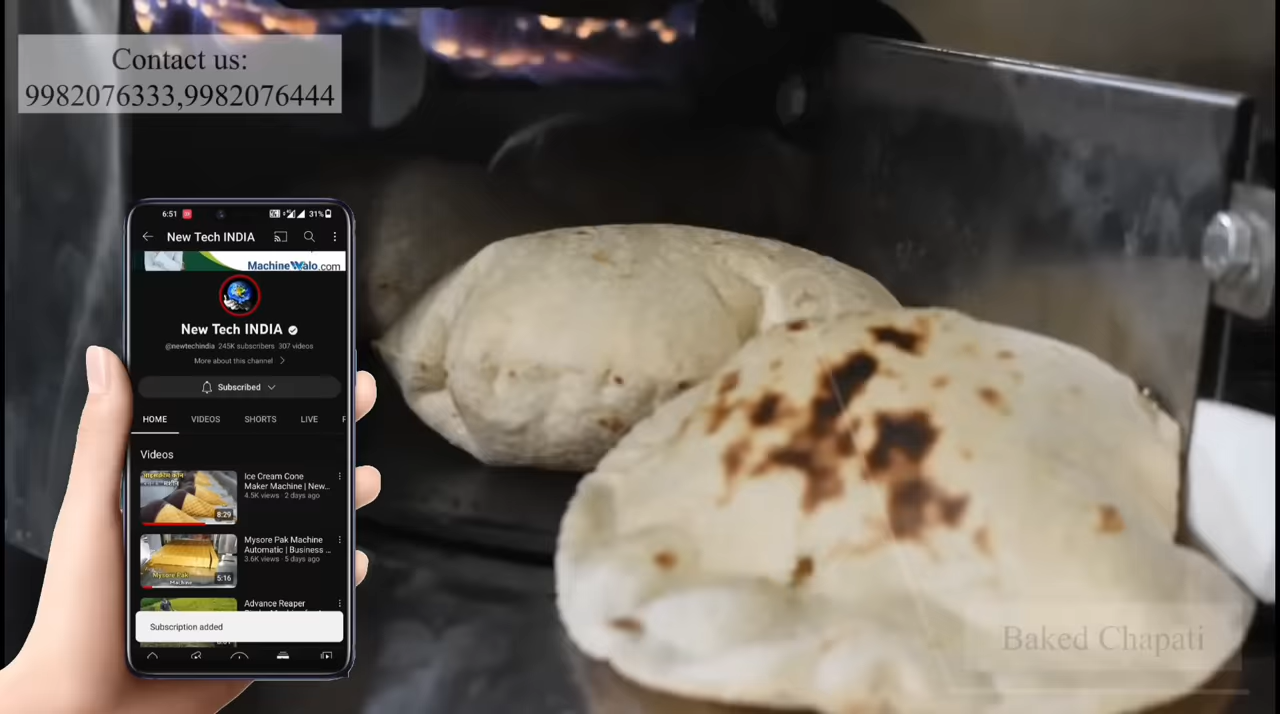 Contact us:
9982076333,9982076444
6:51
31%
New Tech INDIA
MachineWalo.com
New Tech INDIA
@newtechindia 245K subscribers 307 videos
More about this channel
Subscribed
HOME VIDEOS SHORTS LIVE
Videos
Ice Cream Cone
Maker Machine | New...
4.5K views · 2 days ago
8:29
Mysore Pak Machine
Automatic | Business ...
3.6K views · 5 days ago
Mysore Pak
Machine
5:16
Advance Reaper
Subscription added
Baked Chapati